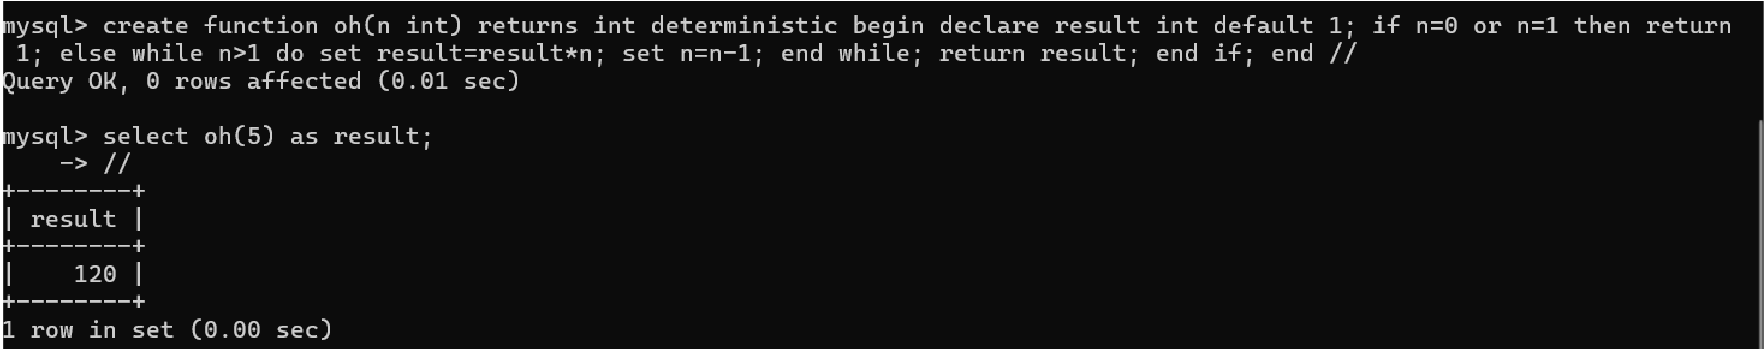 mysql> create function oh(n int) returns int deterministic begin declare result int default 1; if n=0 or n=1 then return
 1; else while n>1 do set result=result*n; set n=n-1; end while; return result; end if; end //
Query OK, 0 rows affected (0.01 sec)

mysql> select oh(5) as result;
    -> //
+--------+
| result |
+--------+
|    120 |
+--------+
1 row in set (0.00 sec)